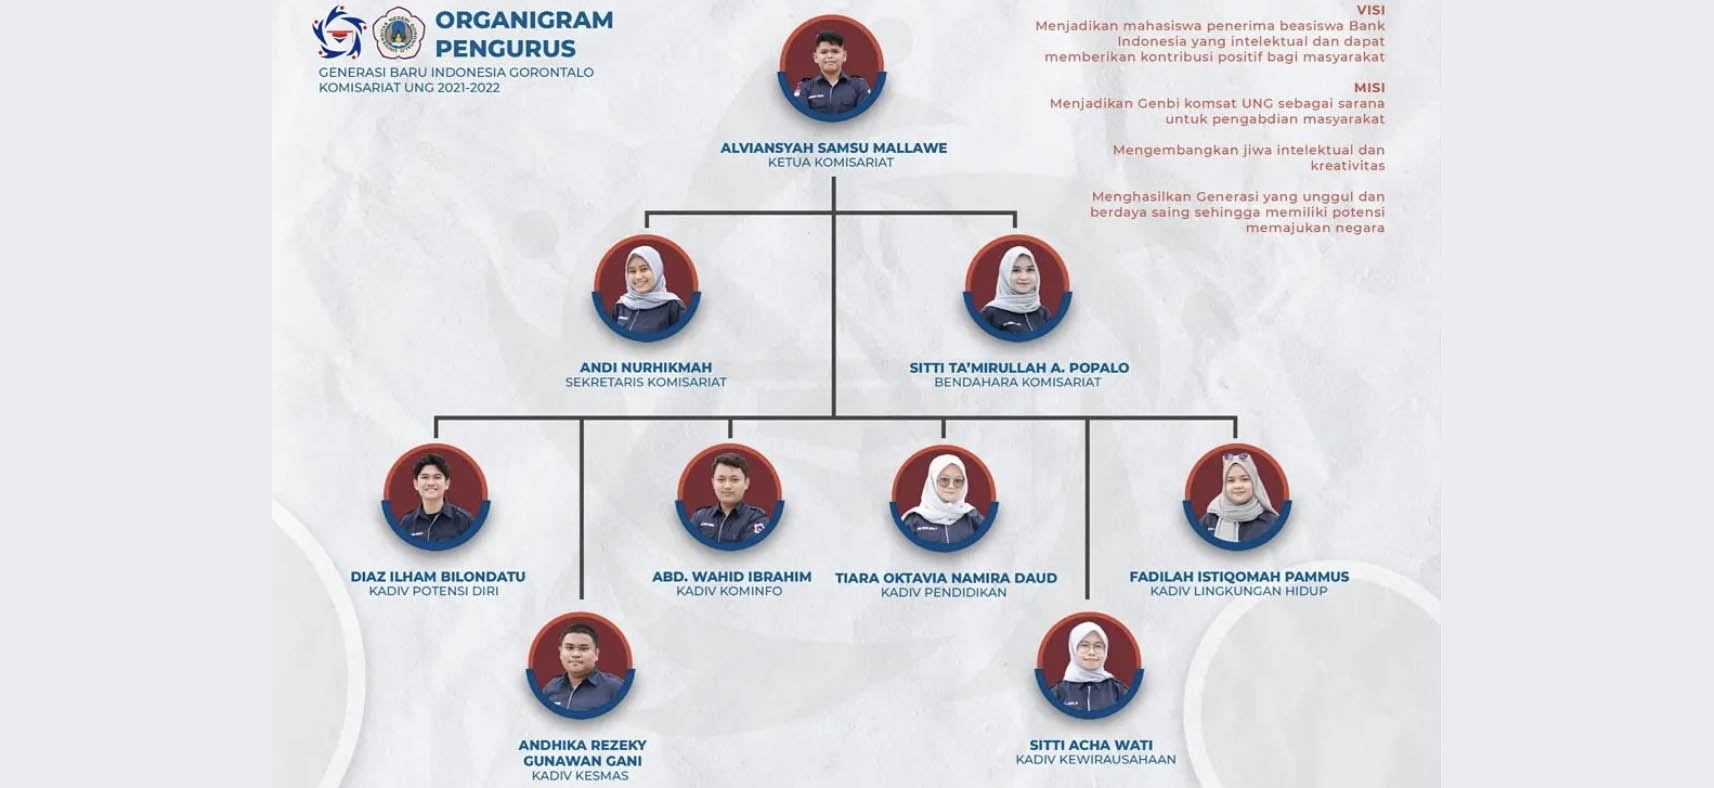 ORGANIGRAM
PENGURUS
GENERASI BARU INDONESIA GORONTALO
KOMISARIAT UNG 2021-2022
VISI
Menjadikan mahasiswa penerima beasiswa Bank
Indonesia yang intelektual dan dapat
memberikan kontribusi positif bagi masyarakat
MISI
Menjadikan Genbi komsat UNG sebagai sarana
untuk pengabdian masyarakat
Mengembangkan jiwa intelektual dan
kreativitas
Menghasilkan Generasi yang unggul dan
berdaya saing sehingga memiliki potensi
memajukan negara
ALVIANSYAH SAMSU MALLAWE
KETUA KOMISARIAT
ANDI NURHIKMAH
SEKRETARIS KOMISARIAT
SITTI TA’MIRULLAH A. POPALO
BENDAHARA KOMISARIAT
DIAZ ILHAM BILONDATU
KADIV POTENSI DIRI
ABD. WAHID IBRAHIM
KADIV KOMINFO
TIARA OKTAVIA NAMIRA DAUD
KADIV PENDIDIKAN
FADILAH ISTIQOMAH PAMMUS
KADIV LINGKUNGAN HIDUP
ANDHIKA REZEKY
GUNAWAN GANI
KADIV KESMAS
SITTI ACHA WATI
KADIV KEWIRAUSAHAAN